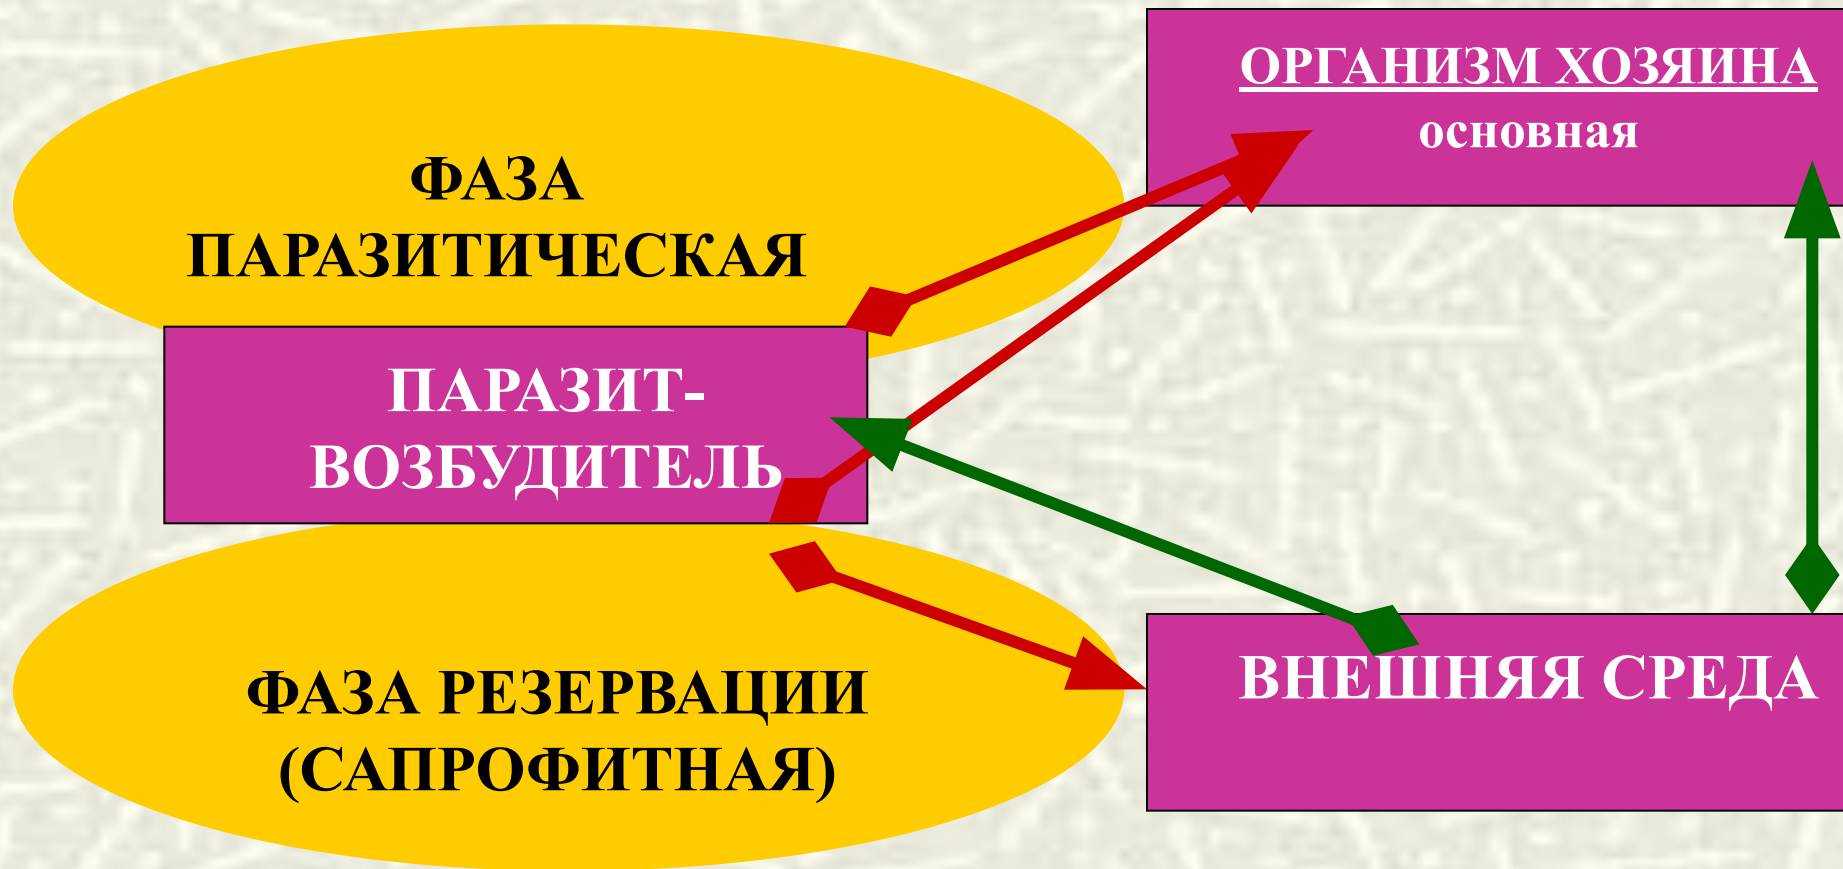 ФАЗА
ПАРАЗИТИЧЕСКАЯ
ПАРАЗИТ-
ВОЗБУДИТЕЛЬ
ФАЗА РЕЗЕРВАЦИИ
(САПРОФИТНАЯ)
ОРГАНИЗМ ХОЗЯИНА
основная
ВНЕШНЯЯ СРЕДА